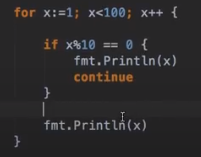 for x:=1; x<100; x++ {
if x%10 == 0 {
fmt.Println(x)
continue
}
fmt.Println(x)
}